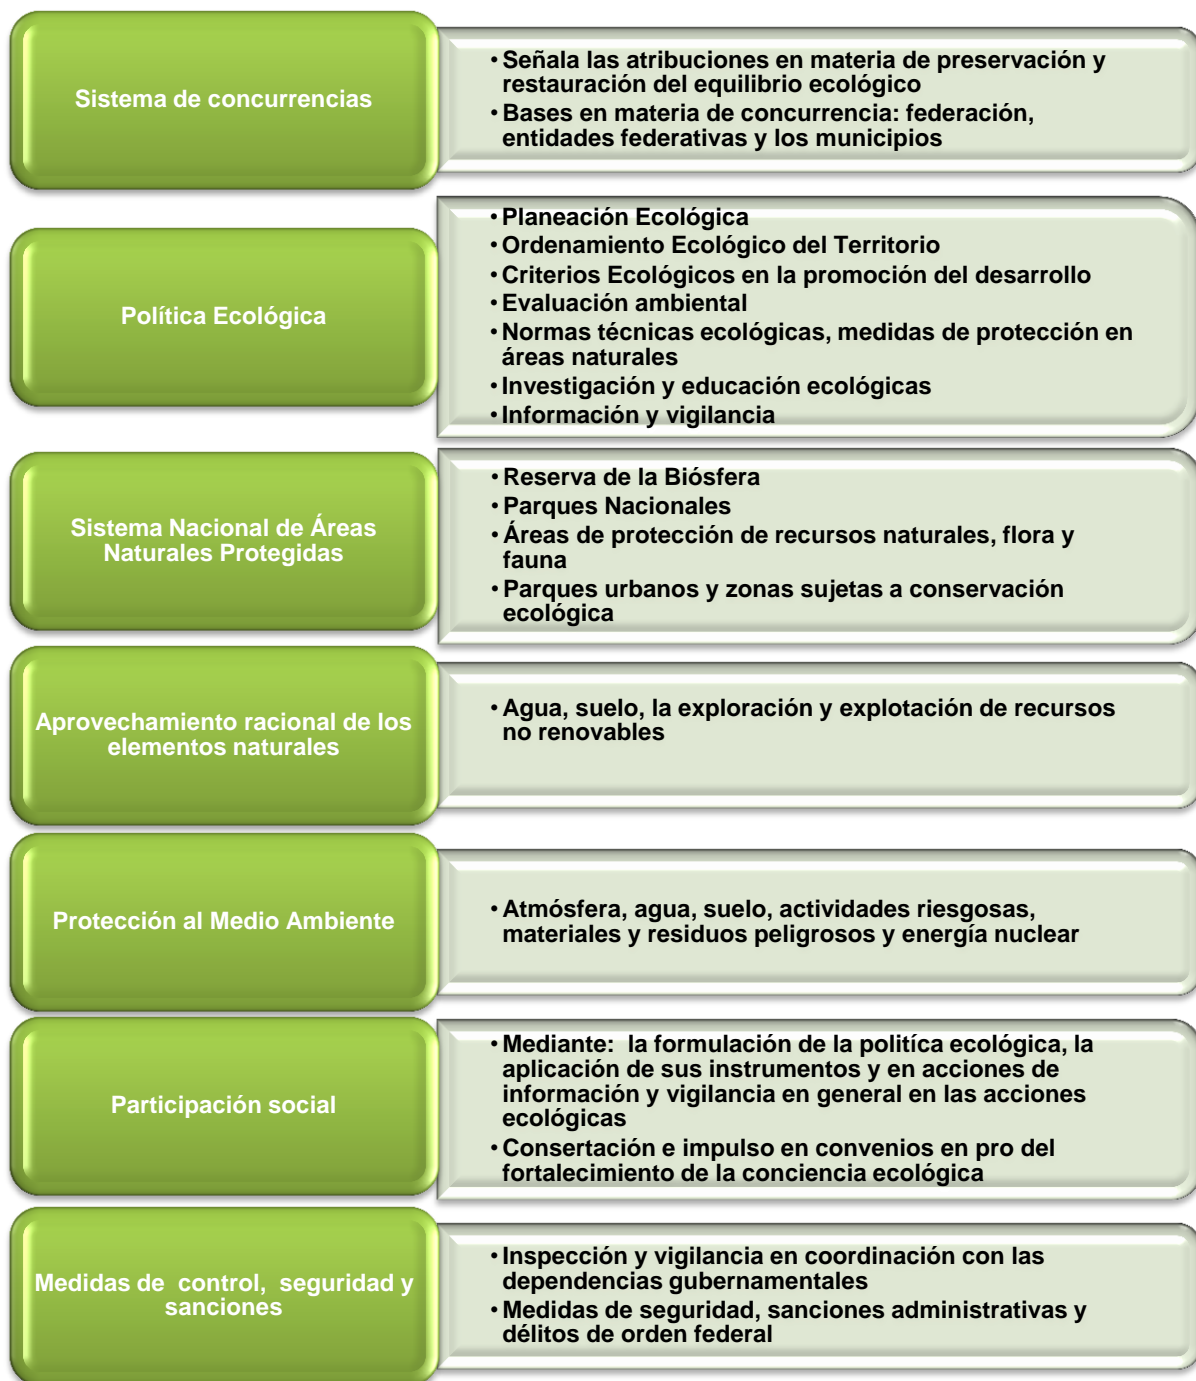 Sistema de concurrencias
• Señala las atribuciones en materia de preservación y
restauración del equilibrio ecológico
• Bases en materia de concurrencia: federación,
entidades federativas y los municipios
Política Ecológica
• Planeación Ecológica
• Ordenamiento Ecológico del Territorio
• Criterios Ecológicos en la promoción del desarrollo
• Evaluación ambiental
• Normas técnicas ecológicas, medidas de protección en
áreas naturales
• Investigación y educación ecológicas
• Información y vigilancia
Sistema Nacional de Áreas
Naturales Protegidas
• Reserva de la Biósfera
• Parques Nacionales
• Áreas de protección de recursos naturales, flora y
fauna
• Parques urbanos y zonas sujetas a conservación
ecológica
Aprovechamiento racional de los
elementos naturales
• Agua, suelo, la exploración y explotación de recursos
no renovables
Protección al Medio Ambiente
• Atmósfera, agua, suelo, actividades riesgosas,
materiales y residuos peligrosos y energía nuclear
Participación social
• Mediante:  la formulación de la politíca ecológica, la
aplicación de sus instrumentos y en acciones de
información y vigilancia en general en las acciones
ecológicas
• Consertación e impulso en convenios en pro del
fortalecimiento de la conciencia ecológica
Medidas de  control,  seguridad y
sanciones
• Inspección y vigilancia en coordinación con las
dependencias gubernamentales
• Medidas de seguridad, sanciones administrativas y
délitos de orden federal